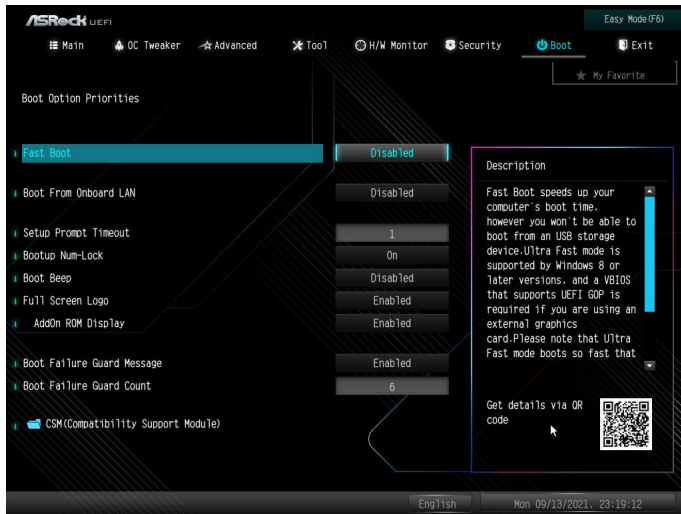 ASRock UEFI
Easy Mode(F6)
Main
OC Tweaker
Advanced
Tool
H/W Monitor
Security
Boot
Exit
My Favorite
Boot Option Priorities
Fast Boot Disabled
Boot From Onboard LAN Disabled
Setup Prompt Timeout 1
Bootup Num-Lock On
Boot Beep Disabled
Full Screen Logo Enabled
AddOn ROM Display Enabled
Boot Failure Guard Message Enabled
Boot Failure Guard Count 6
CSM(Compatibility Support Module)
Description
Fast Boot speeds up your
computer's boot time.
however you won't be able to
boot from an USB storage
device.Ultra Fast mode is
supported by Windows 8 or
later versions. and a VBIOS
that supports UEFI GOP is
required if you are using an
external graphics
card.Please note that Ultra
Fast mode boots so fast that
Get details via QR
code
English
Mon 09/13/2021. 23:19:12